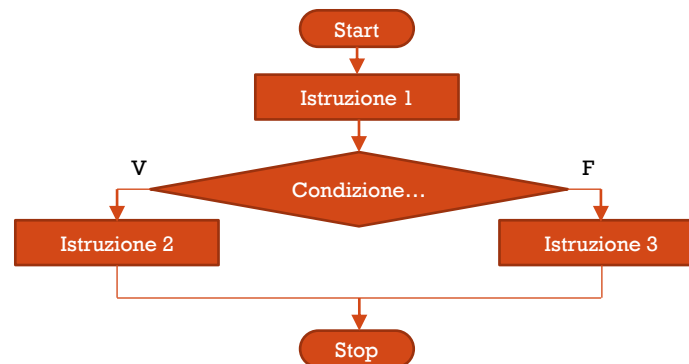 Start
Istruzione 1
V
F
Condizione...
Istruzione 2
Istruzione 3
Stop